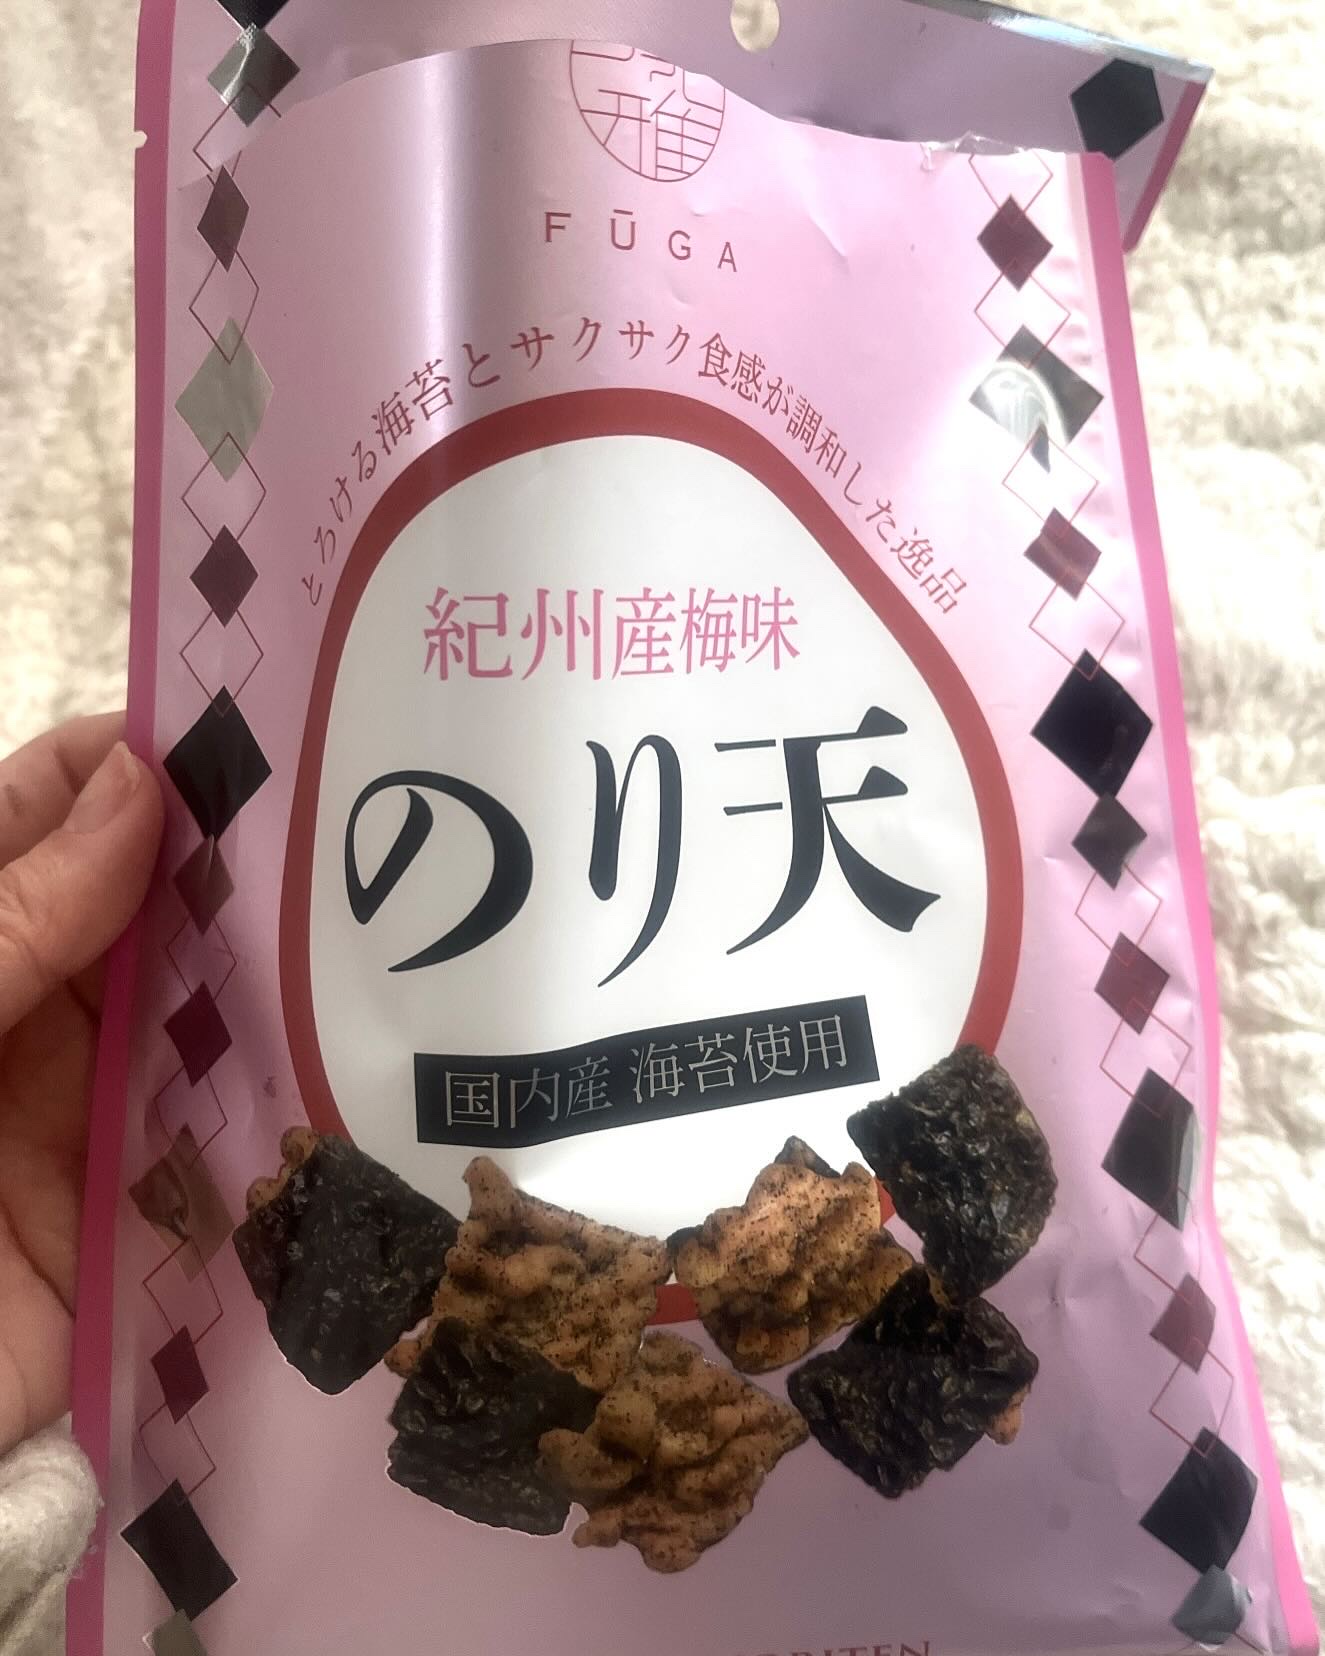 雅
FŪGA
とろける海苔とサクサク食感が調和した逸品
紀州産梅味
のり天
国内産 海苔使用